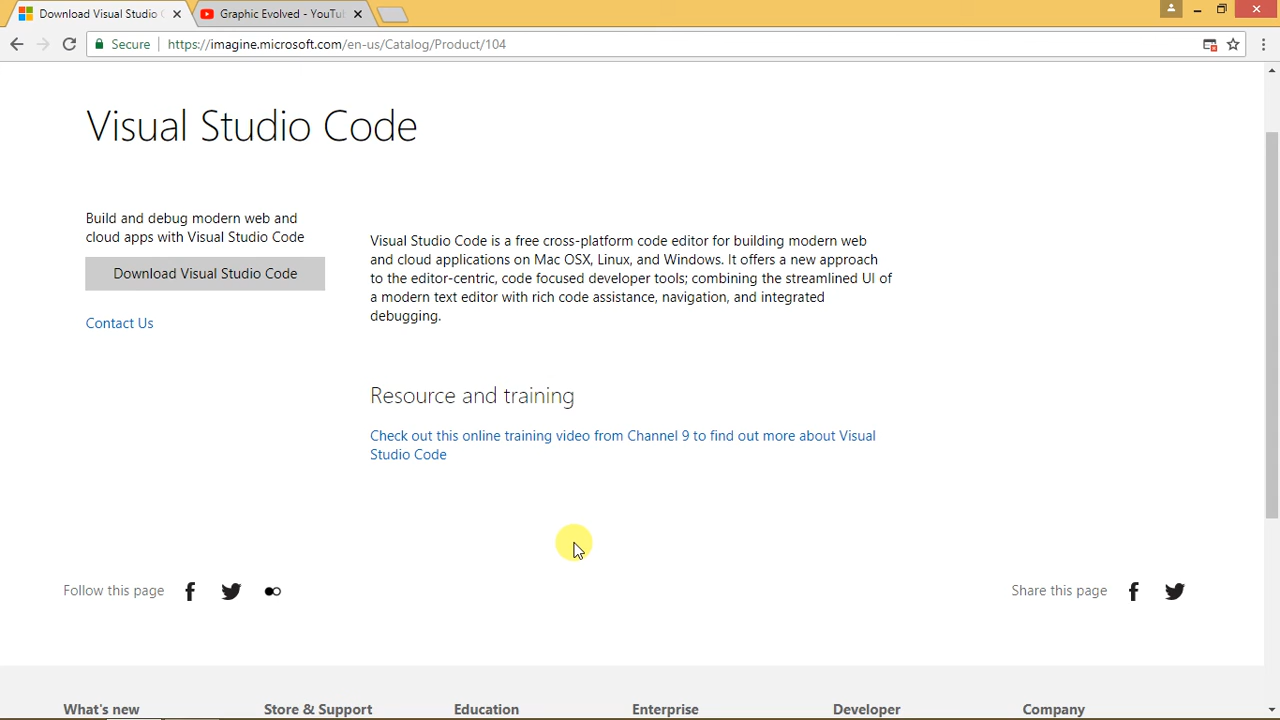 Download Visual Studio C
Graphic Evolved - YouTu
Secure
https://imagine.microsoft.com/en-us/Catalog/Product/104
Visual Studio Code
Build and debug modern web and
cloud apps with Visual Studio Code
Download Visual Studio Code
Contact Us
Visual Studio Code is a free cross-platform code editor for building modern web
and cloud applications on Mac OSX, Linux, and Windows. It offers a new approach
to the editor-centric, code focused developer tools; combining the streamlined UI of
a modern text editor with rich code assistance, navigation, and integrated
debugging.
Resource and training
Check out this online training video from Channel 9 to find out more about Visual
Studio Code
Follow this page
Share this page
What's new
Store & Support
Education
Enterprise
Developer
Company